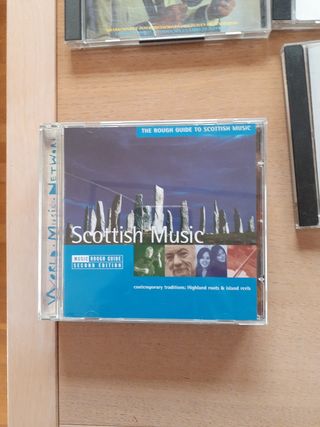 THE ROUGH GUIDE TO SCOTTISH MUSIC
WORLD MUSIC NETWORK
Scottish Music
MUSIC ROUGH GUIDE
SECOND EDITION
contemporary traditions: Highland roots & island reels